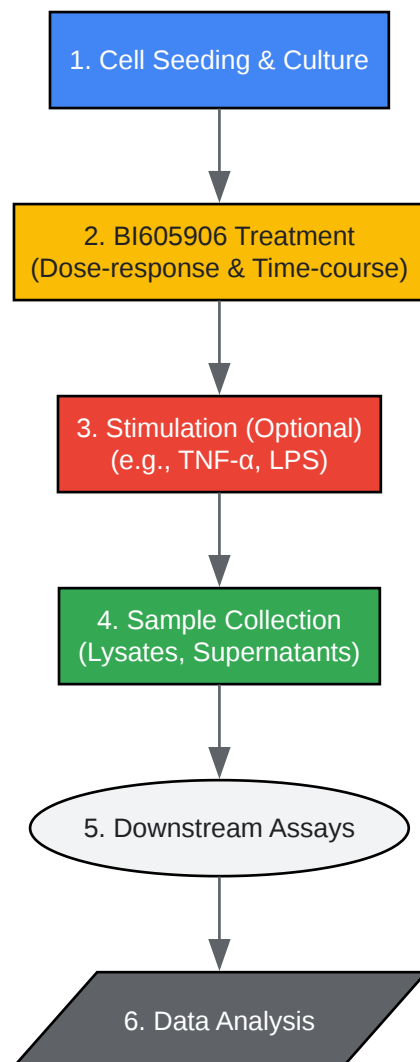 1. Cell Seeding & Culture
2. BI605906 Treatment
(Dose-response & Time-course)
3. Stimulation (Optional)
(e.g., TNF-α, LPS)
4. Sample Collection
(Lysates, Supernatants)
5. Downstream Assays
6. Data Analysis